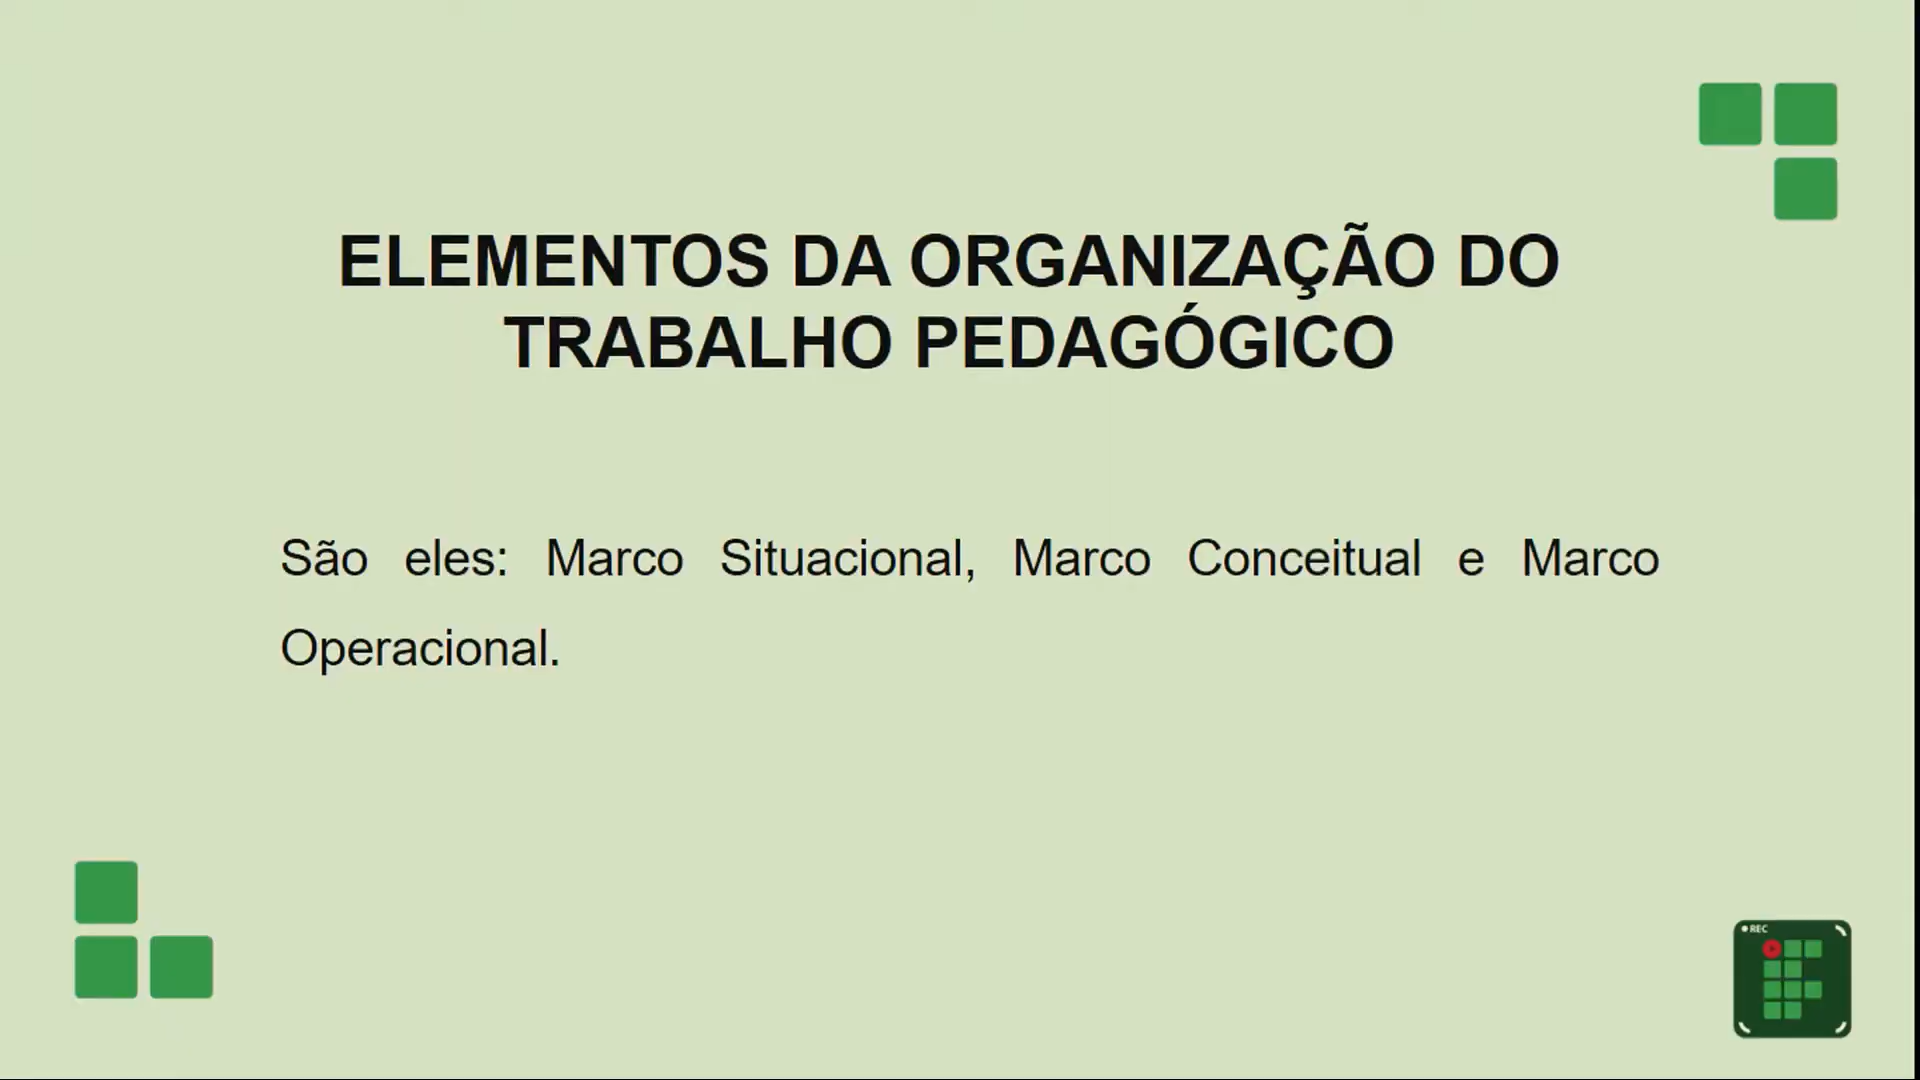 ELEMENTOS DA ORGANIZAÇÃO DO
TRABALHO PEDAGÓGICO
São eles: Marco Situacional, Marco Conceitual e Marco
Operacional.
REC